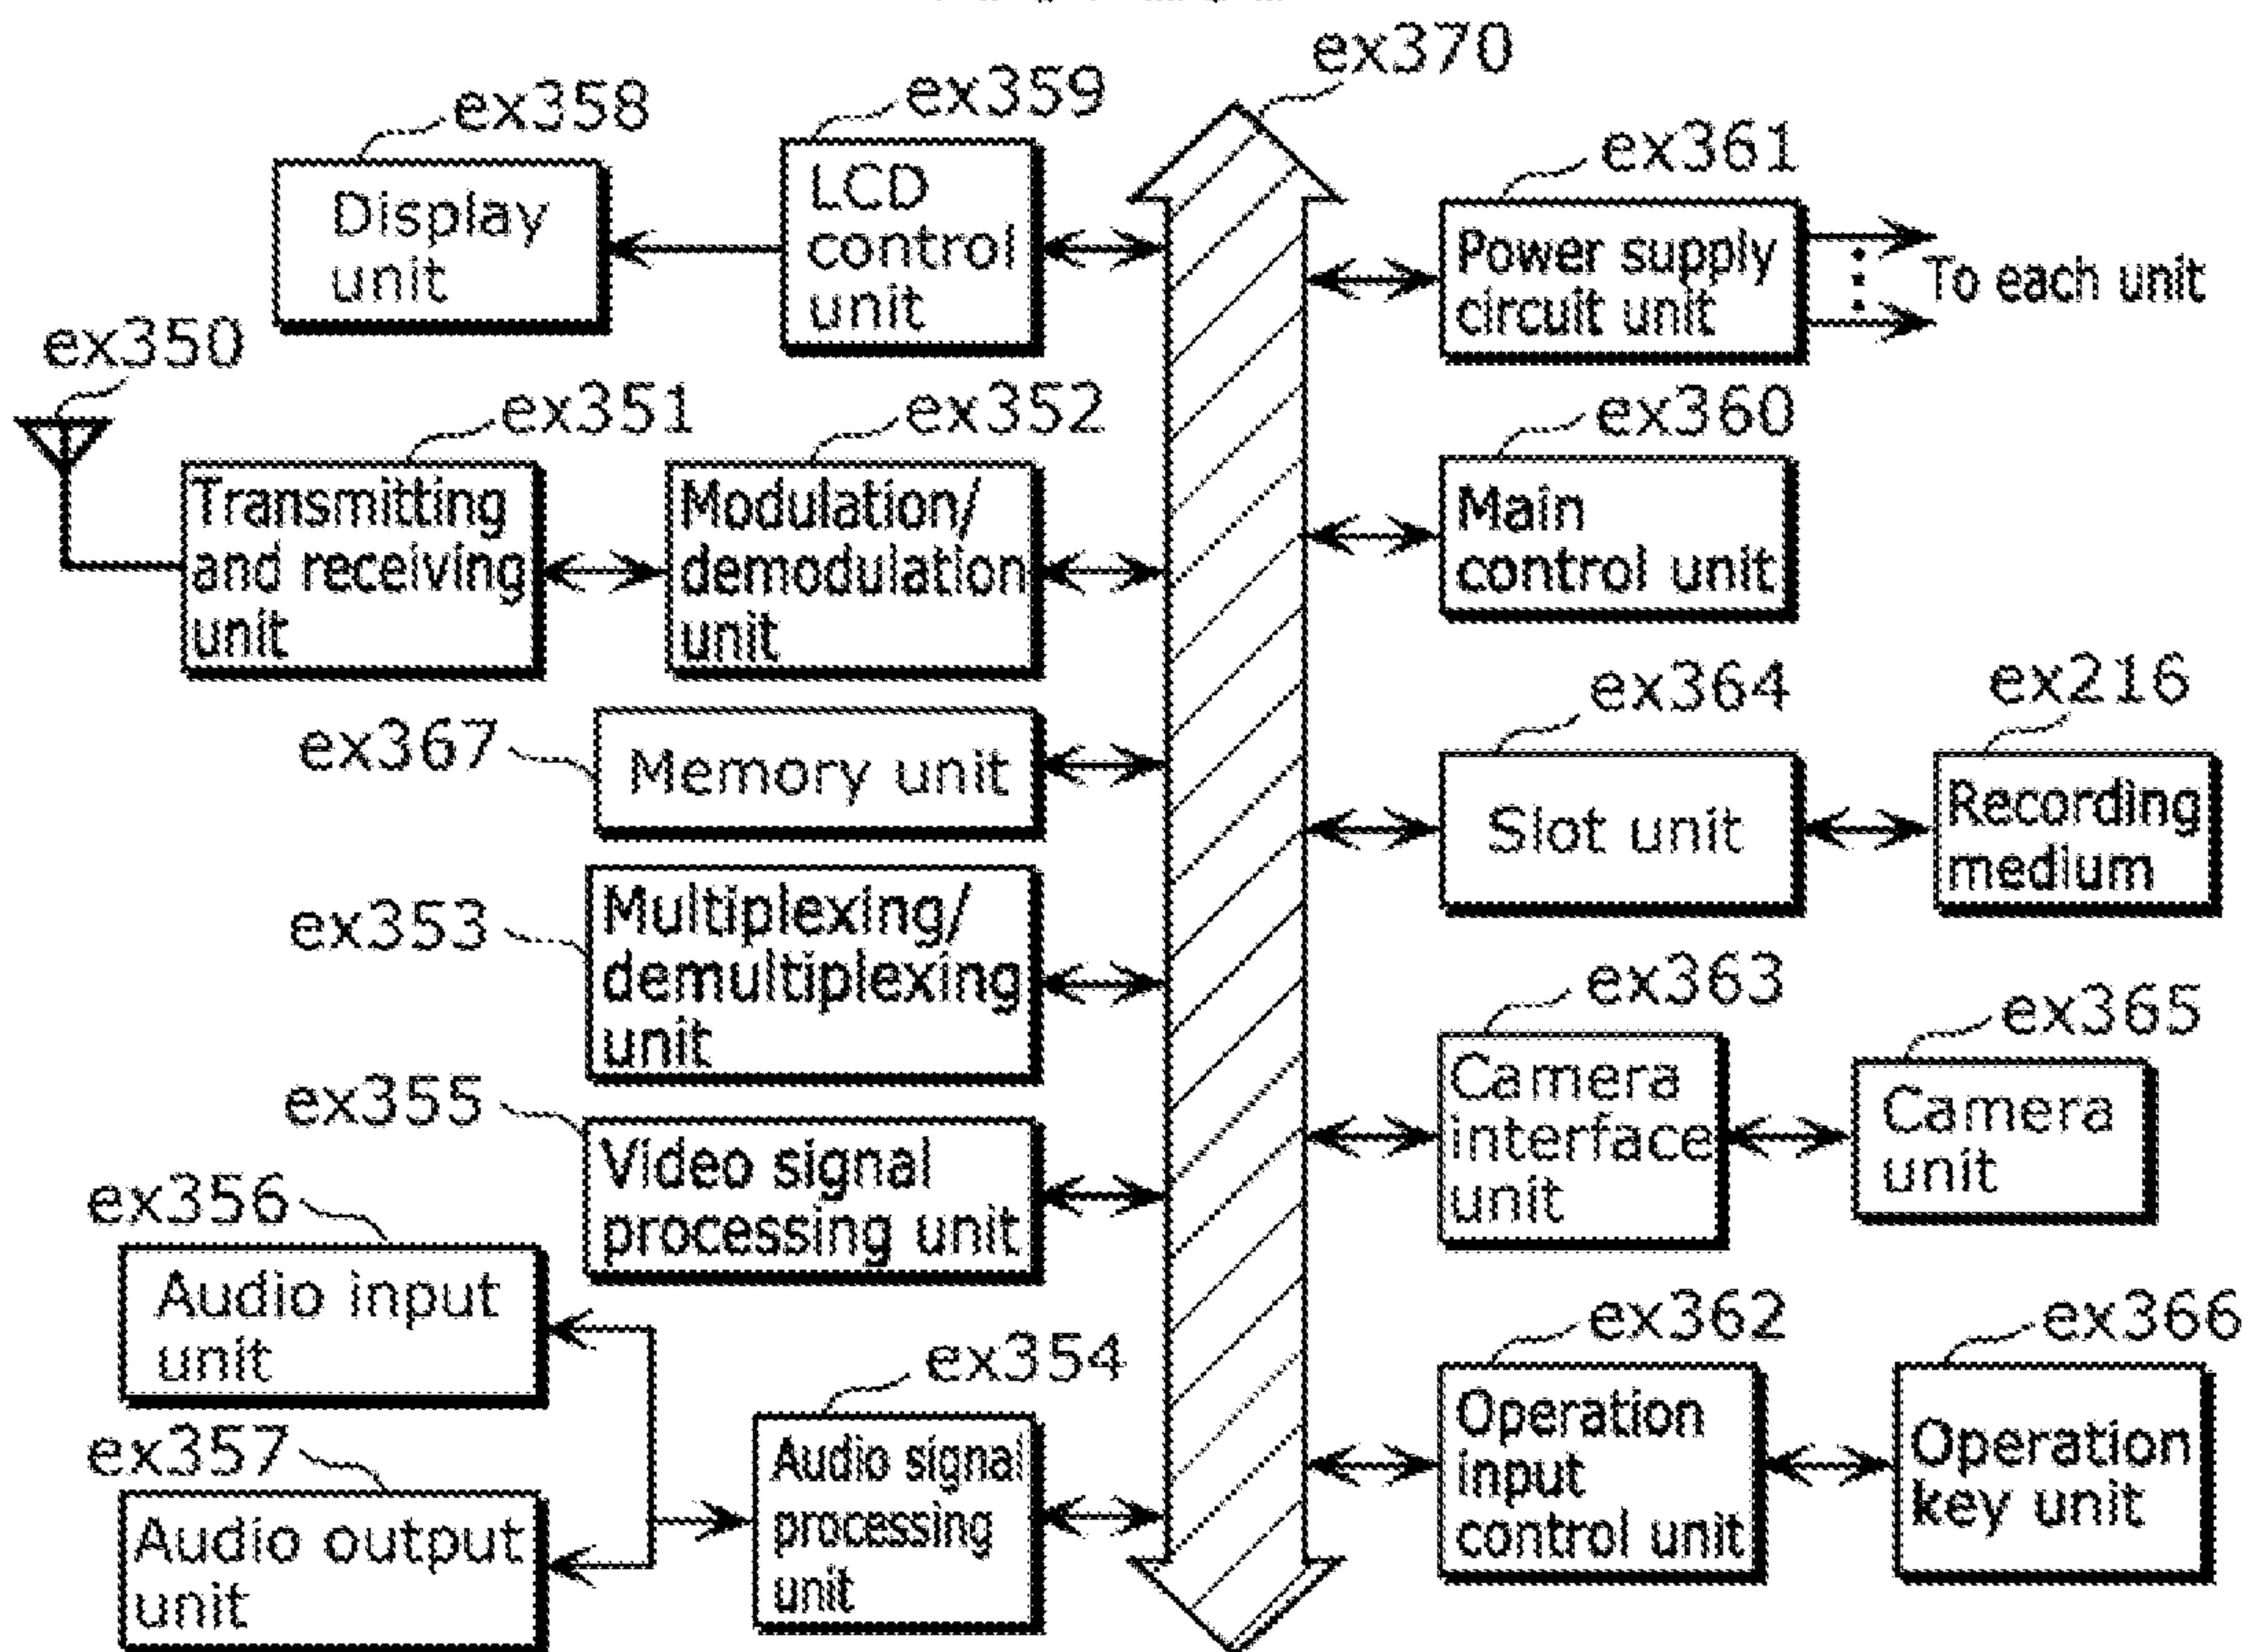 ex370
ex358
ex359
ex361
Display
unit
LCD
control
unit
Power supply
circuit unit
To each unit
ex350
ex351
ex352
ex360
Transmitting
and receiving
unit
Modulation/
demodulation
unit
Main
control unit
ex367
Memory unit
ex364
ex216
Slot unit
Recording
medium
ex353
Multiplexing/
demultiplexing
unit
ex363
ex365
Camera
interface
unit
Camera
unit
ex355
Video signal
processing unit
ex356
Audio input
unit
ex354
ex362
ex366
ex357
Audio output
unit
Audio signal
processing
unit
Operation
input
control unit
Operation
key unit